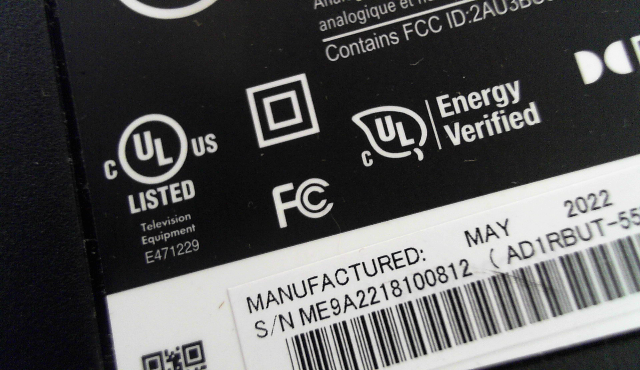 analogique et
Contains FCC ID:2AU3B
C UL US
LISTED
Television
Equipment
E471229
FC
C UL Energy
Verified
MANUFACTURED: MAY 2022
S/N ME9A2218100812 ( AD1RBUT-55